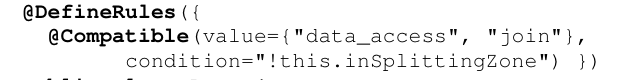 @DefineRules({
@Compatible(value={"data_access", "join"},
condition="!this.inSplittingZone") })